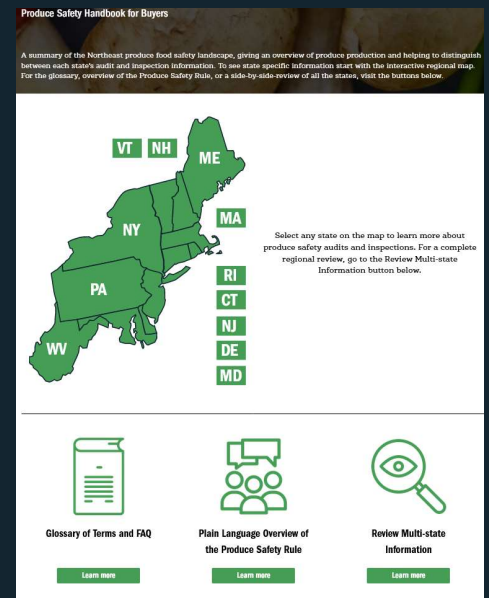 Produce Safety Handbook for Buyers
A summary of the Northeast produce food safety landscape, giving an overview of produce production and helping to distinguish
between each state's audit and inspection information. To see state specific information start with the interactive regional map.
For the glossary, overview of the Produce Safety Rule, or a side-by-side-review of all the states, visit the buttons below.
VT NH
ME
NY
MA
Select any state on the map to learn more about
produce safety audits and inspections. For a complete
regional review, go to the Review Multi-state
Information button below.
PA
RI
CT
NJ
WV
DE
MD
Glossary of Terms and FAQ
Plain Language Overview of
the Produce Safety Rule
Review Multi-state
Information
Learn more
Learn more
Learn more